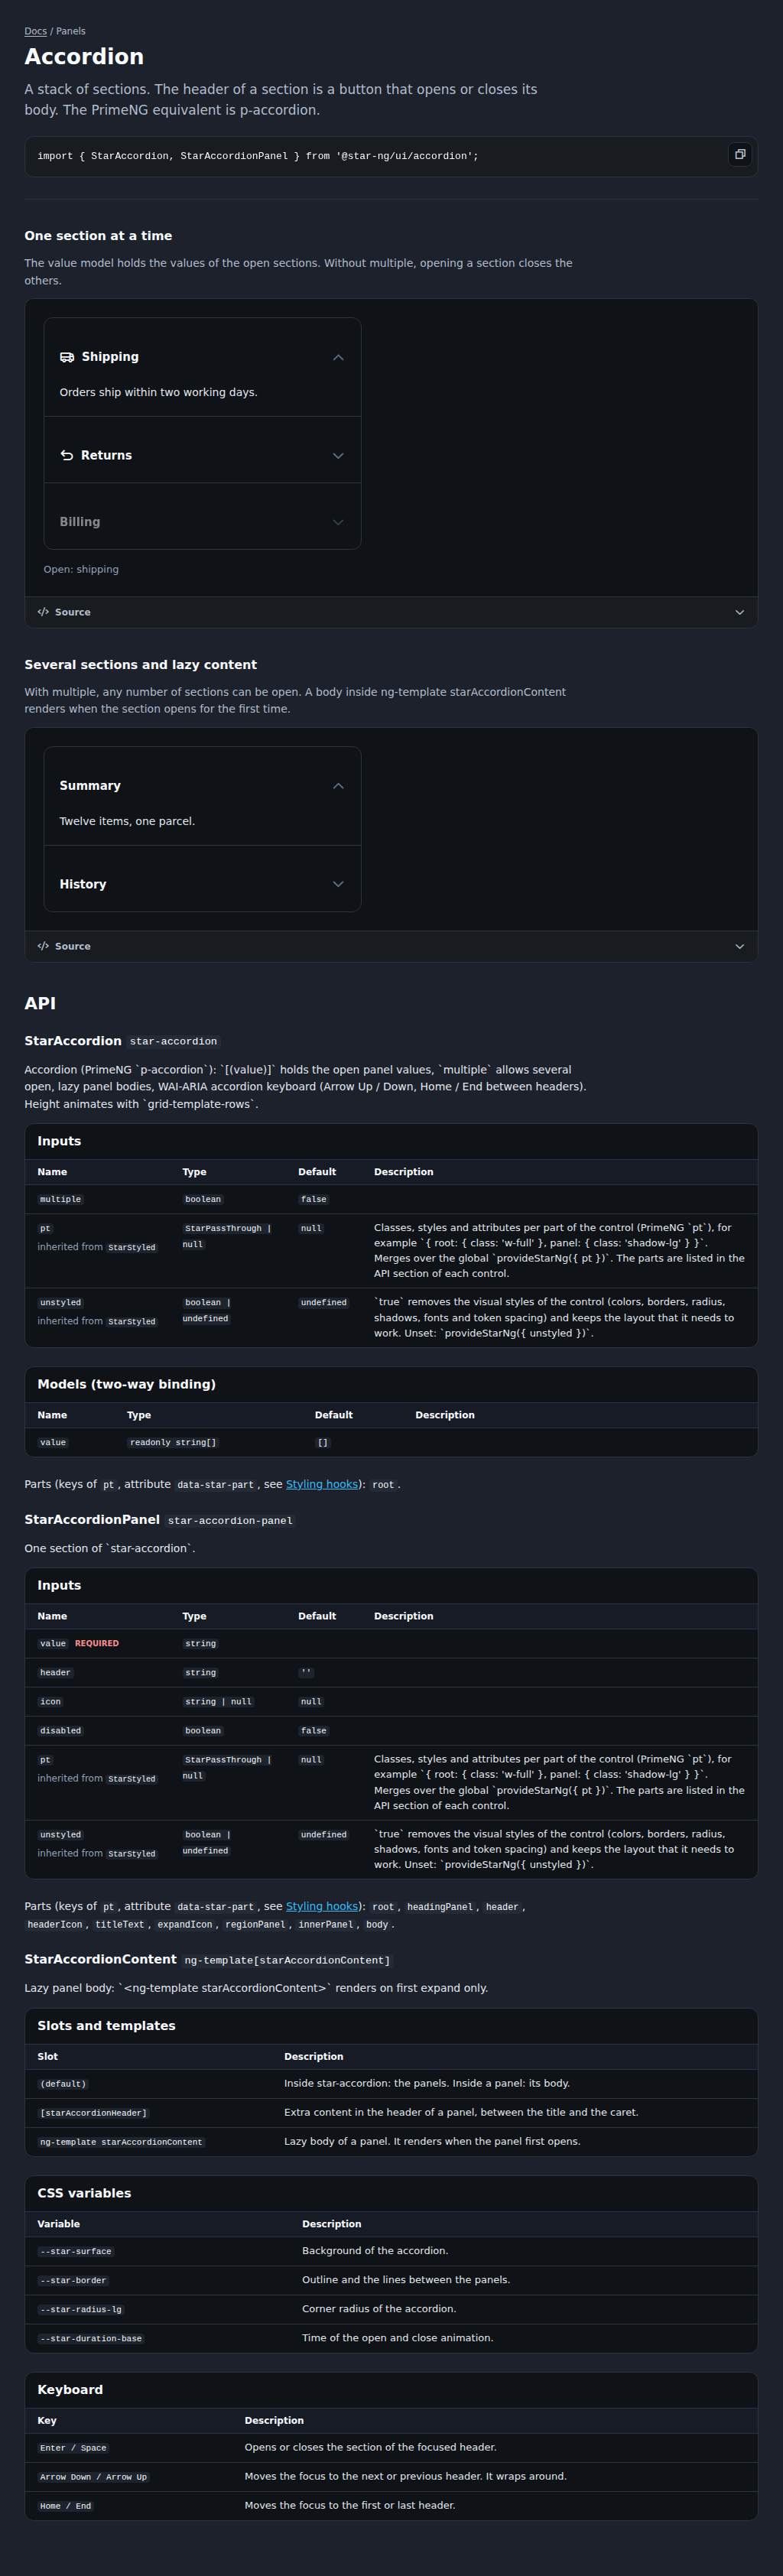 Docs / Panels
Accordion
A stack of sections. The header of a section is a button that opens or closes its
body. The PrimeNG equivalent is p-accordion.
import { StarAccordion, StarAccordionPanel } from '@star-ng/ui/accordion';
One section at a time
The value model holds the values of the open sections. Without multiple, opening a section closes the
others.
Shipping
Orders ship within two working days.
Returns
Billing
Open: shipping
Source
Several sections and lazy content
With multiple, any number of sections can be open. A body inside ng-template starAccordionContent
renders when the section opens for the first time.
Summary
Twelve items, one parcel.
History
Source
API
StarAccordion star-accordion
Accordion (PrimeNG `p-accordion`): `[(value)]` holds the open panel values, `multiple` allows several
open, lazy panel bodies, WAI-ARIA accordion keyboard (Arrow Up / Down, Home / End between headers).
Height animates with `grid-template-rows`.
Inputs
Name Type Default Description
multiple boolean false
pt StarPassThrough | null Classes, styles and attributes per part of the control (PrimeNG `pt`), for
inherited from StarStyled null example `{ root: { class: 'w-full' }, panel: { class: 'shadow-lg' } }`.
Merges over the global `provideStarNg({ pt })`. The parts are listed in the
API section of each control.
unstyled boolean | undefined `true` removes the visual styles of the control (colors, borders, radius,
inherited from StarStyled undefined shadows, fonts and token spacing) and keeps the layout that it needs to
work. Unset: `provideStarNg({ unstyled })`.
Models (two-way binding)
Name Type Default Description
value readonly string[] []
Parts (keys of pt, attribute data-star-part, see Styling hooks): root.
StarAccordionPanel star-accordion-panel
One section of `star-accordion`.
Inputs
Name Type Default Description
value REQUIRED string
header string ''
icon string | null null
disabled boolean false
pt StarPassThrough | null Classes, styles and attributes per part of the control (PrimeNG `pt`), for
inherited from StarStyled null example `{ root: { class: 'w-full' }, panel: { class: 'shadow-lg' } }`.
Merges over the global `provideStarNg({ pt })`. The parts are listed in the
API section of each control.
unstyled boolean | undefined `true` removes the visual styles of the control (colors, borders, radius,
inherited from StarStyled undefined shadows, fonts and token spacing) and keeps the layout that it needs to
work. Unset: `provideStarNg({ unstyled })`.
Parts (keys of pt, attribute data-star-part, see Styling hooks): root, headingPanel, header,
headerIcon, titleText, expandIcon, regionPanel, innerPanel, body.
StarAccordionContent ng-template[starAccordionContent]
Lazy panel body: `<ng-template starAccordionContent>` renders on first expand only.
Slots and templates
Slot Description
(default) Inside star-accordion: the panels. Inside a panel: its body.
[starAccordionHeader] Extra content in the header of a panel, between the title and the caret.
ng-template starAccordionContent Lazy body of a panel. It renders when the panel first opens.
CSS variables
Variable Description
--star-surface Background of the accordion.
--star-border Outline and the lines between the panels.
--star-radius-lg Corner radius of the accordion.
--star-duration-base Time of the open and close animation.
Keyboard
Key Description
Enter / Space Opens or closes the section of the focused header.
Arrow Down / Arrow Up Moves the focus to the next or previous header. It wraps around.
Home / End Moves the focus to the first or last header.